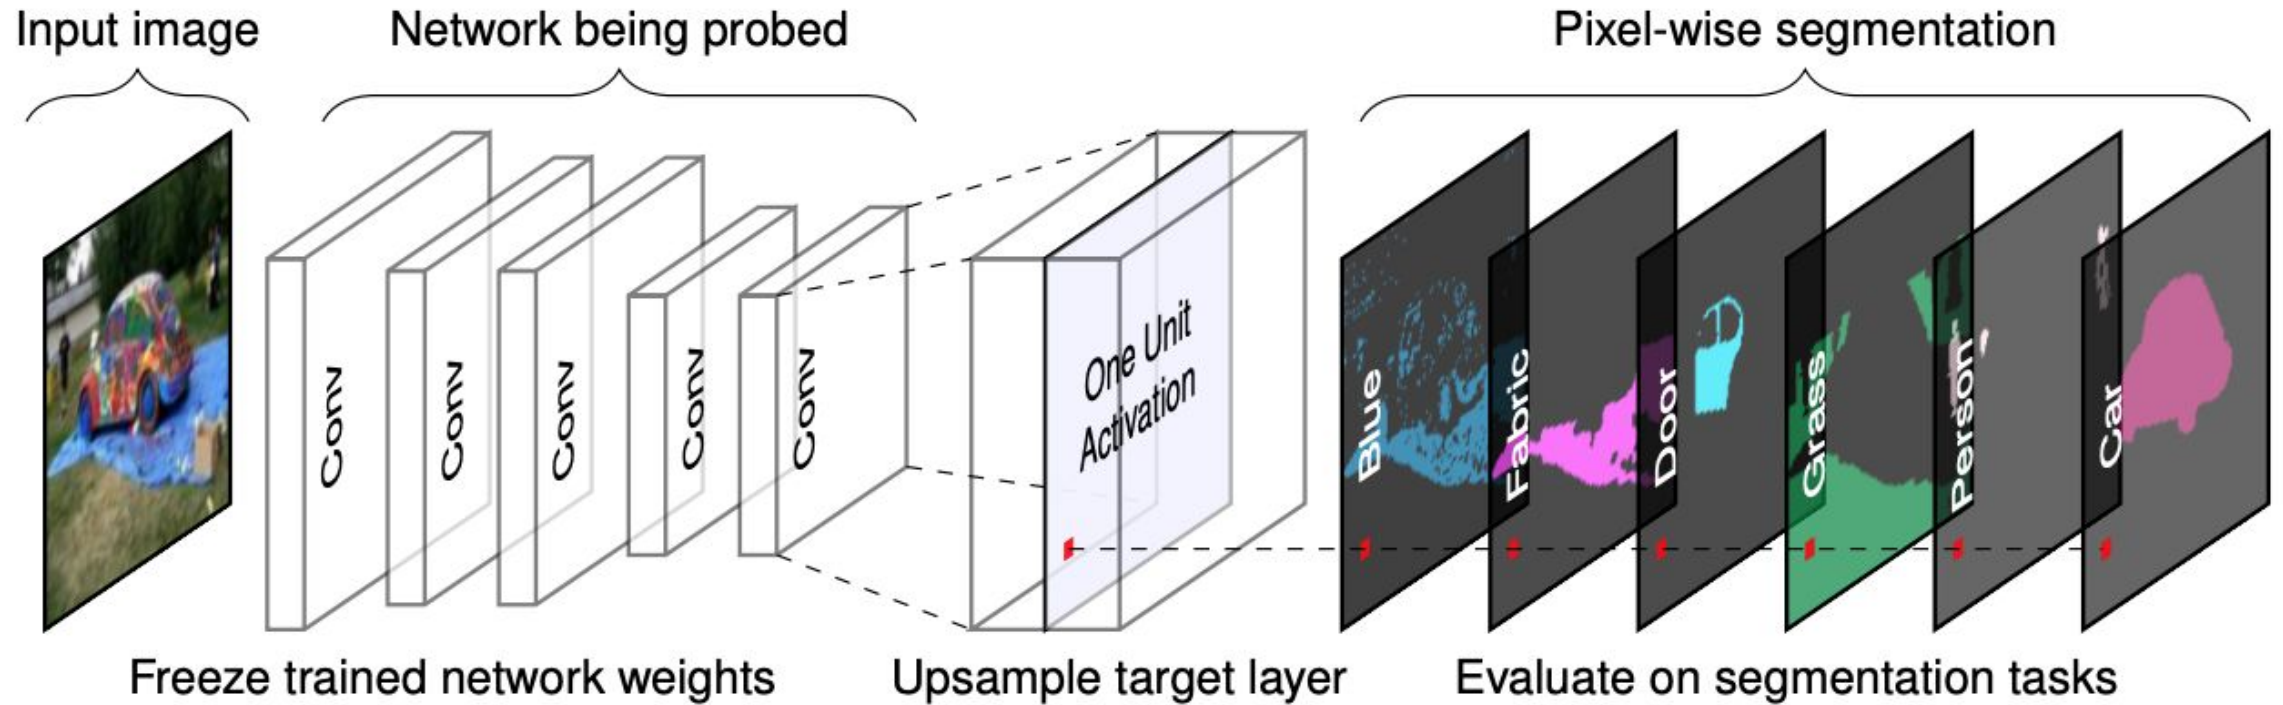 Input image
Network being probed
Pixel-wise segmentation
Conv
Conv
Conv
Conv
Conv
One Unit
Activation
Blue
Fabric
Door
Grass
Person
Car
Freeze trained network weights
Upsample target layer
Evaluate on segmentation tasks